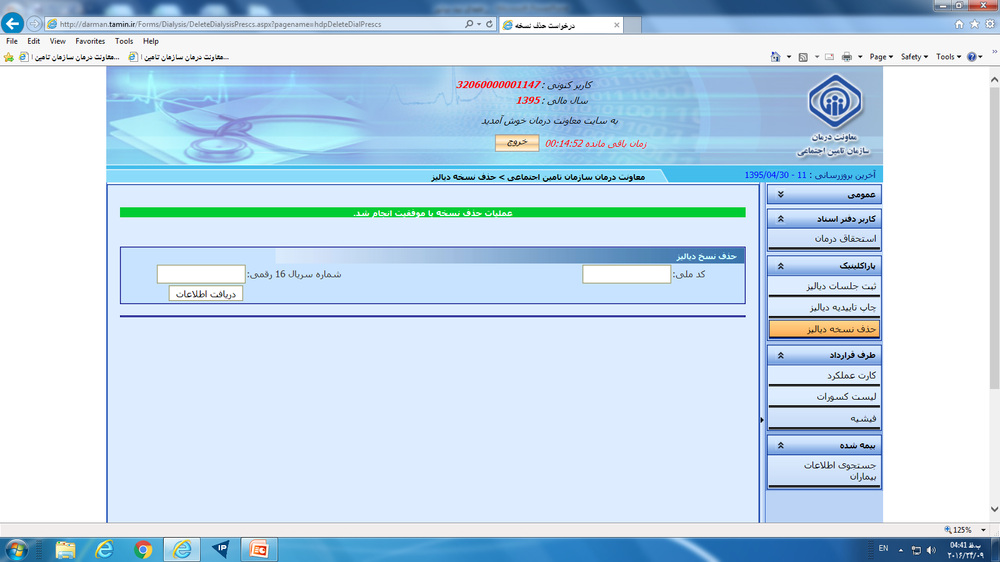 http://darman.tamin.ir/Forms/Dialysis/DeleteDialysisPrescs.aspx?pagename=hdpDeleteDialPrescs
درخواست حذف نسخه
File Edit View Favorites Tools Help
معاونت درمان سازمان تامین ا...
معاونت درمان سازمان تامین ا...
Page Safety Tools
کاربر کنونی : 32060000001147
سال مالی : 1395
به سایت معاونت درمان خوش آمدید
زمان باقی مانده 00:14:52
خروج
معاونت درمان
سازمان تامین اجتماعی
آخرین بروزرسانی : 11 - 1395/04/30
معاونت درمان سازمان تامین اجتماعی > حذف نسخه دیالیز
عملیات حذف نسخه با موفقیت انجام شد.
حذف نسخ دیالیز
کد ملی:
شماره سریال 16 رقمی:
دریافت اطلاعات
عمومی
کاربر دفتر اسناد
استحقاق درمان
پاراکلینیک
ثبت جلسات دیالیز
چاپ تاییدیه دیالیز
حذف نسخه دیالیز
طرف قرارداد
کارت عملکرد
لیست کسورات
فیشیه
بیمه شده
جستجوی اطلاعات
بیماران
125%
IP
EN
04:41 ب.ظ
۲۰۱۶/۲۴/۰۹